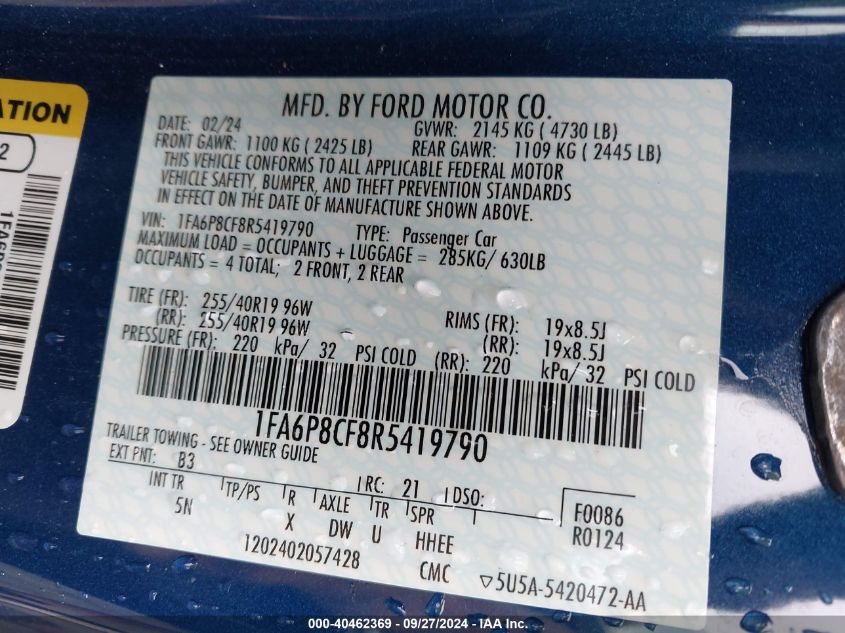 ATION
2
MFD. BY FORD MOTOR CO.
DATE: 02/24 GVWR: 2145 KG ( 4730 LB)
FRONT GAWR: 1100 KG ( 2425 LB) REAR GAWR: 1109 KG ( 2445 LB)
THIS VEHICLE CONFORMS TO ALL APPLICABLE FEDERAL MOTOR
VEHICLE SAFETY, BUMPER, AND THEFT PREVENTION STANDARDS
IN EFFECT ON THE DATE OF MANUFACTURE SHOWN ABOVE.
VIN: 1FA6P8CF8R5419790 TYPE: Passenger Car
MAXIMUM LOAD = OCCUPANTS + LUGGAGE = 285KG/ 630LB
OCCUPANTS = 4 TOTAL; 2 FRONT, 2 REAR
TIRE (FR): 255/40R19 96W RIMS (FR): 19x8.5J
(RR): 255/40R19 96W (RR): 19x8.5J
PRESSURE (FR): 220 kPa/ 32 PSI COLD (RR): 220 kPa/ 32 PSI COLD
1FA6P8CF8R5419790
TRAILER TOWING - SEE OWNER GUIDE
EXT PNT: B3 RC: 21 DSO:
INT TR TP/PS R AXLE TR SPR F0086
5N X DW U HHEE R0124
1202402057428 CMC ▽5U5A-5420472-AA
000-40462369 - 09/27/2024 - IAA Inc.